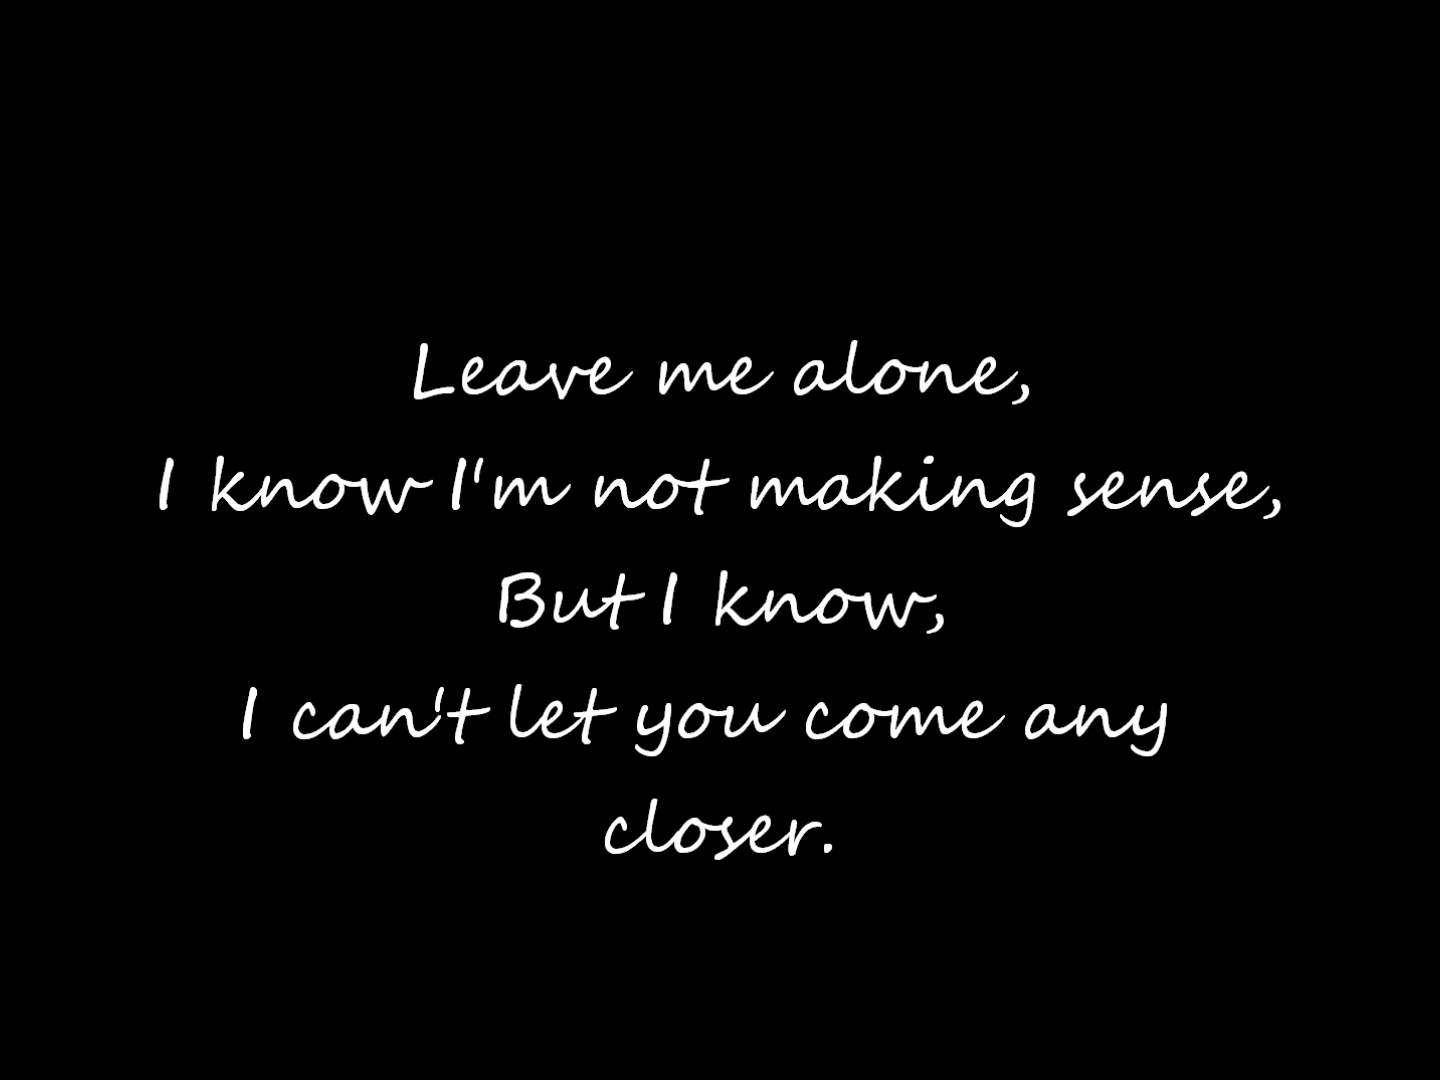 Leave me alone,
I know I'm not making sense,
But I know,
I can't let you come any
closer.